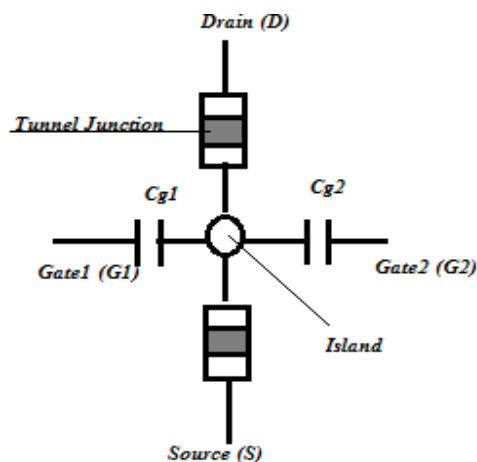 Drain (D)
Tunnel Junction
Cg1
Cg2
Gate1 (G1)
Gate2 (G2)
Island
Source (S)